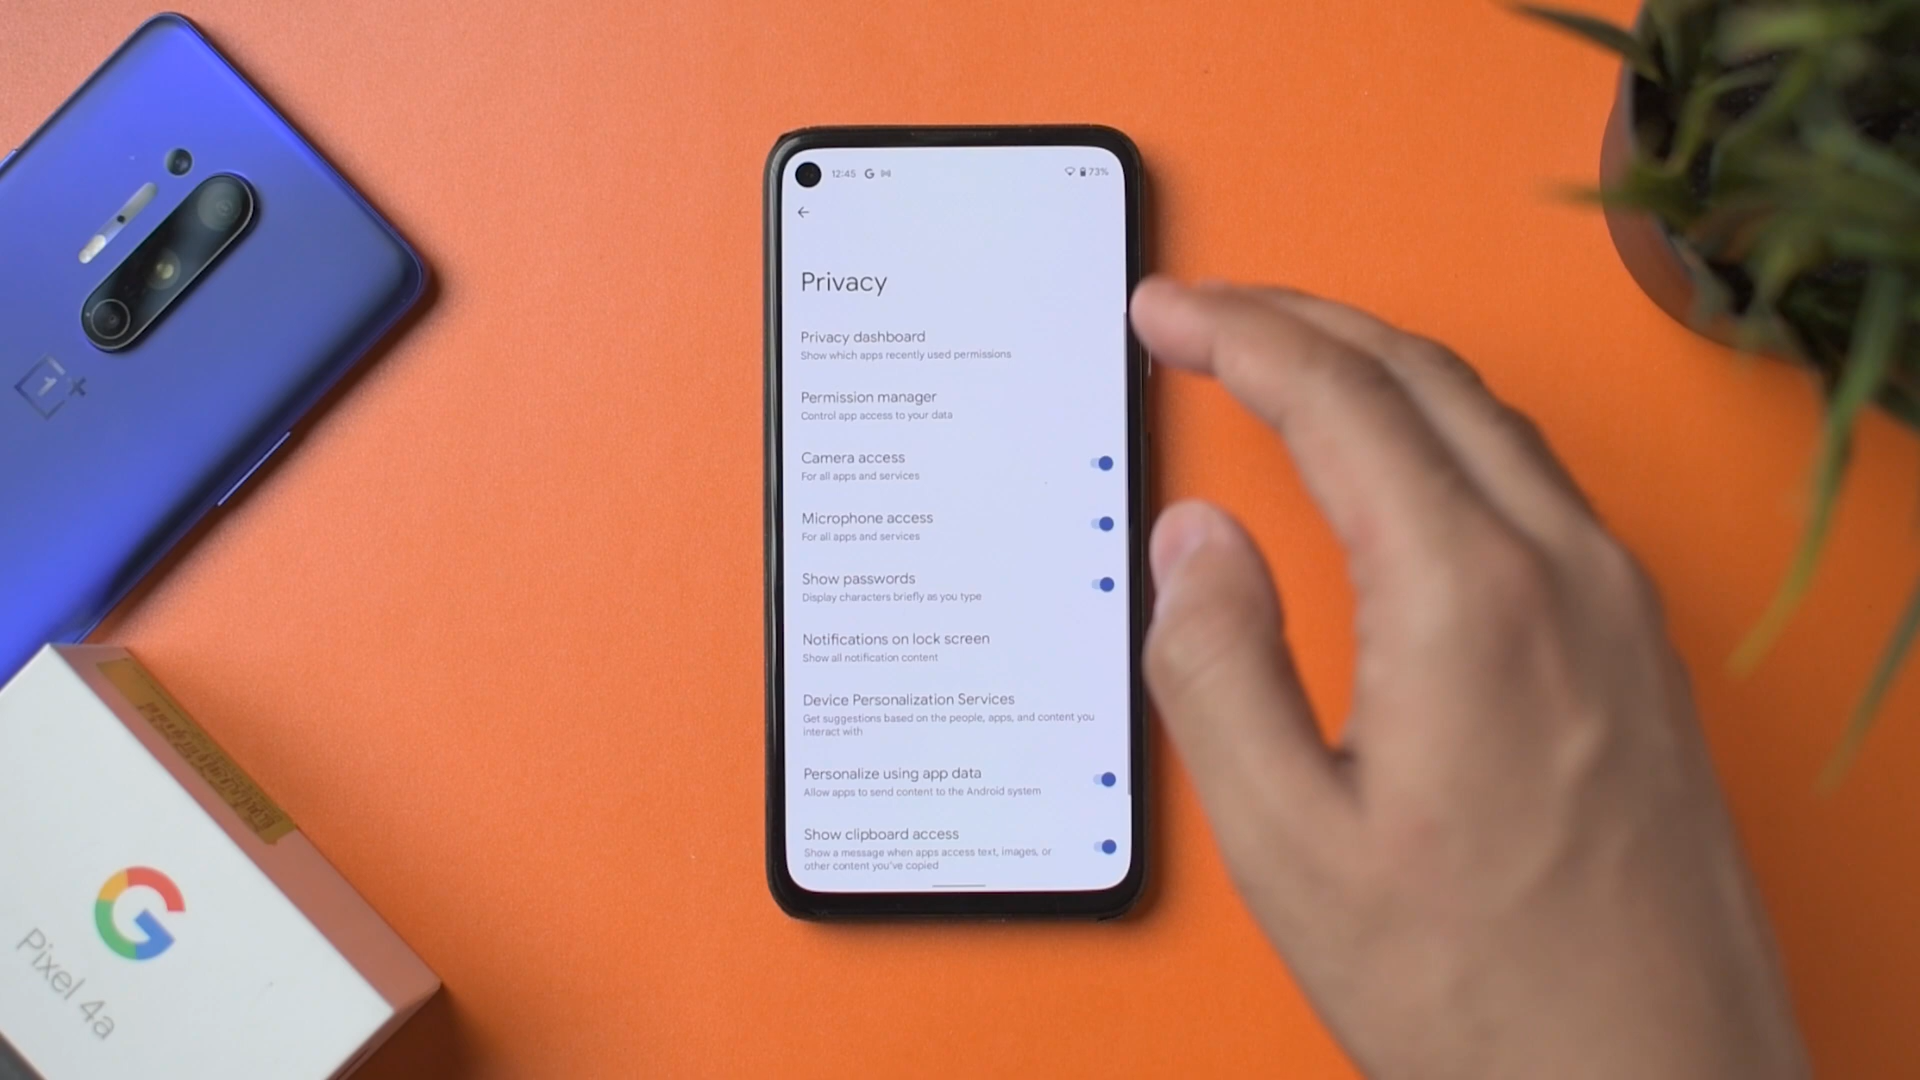 12:45
73%
Privacy
Privacy dashboard
Show which apps recently used permissions
Permission manager
Control app access to your data
Camera access
For all apps and services
Microphone access
For all apps and services
Show passwords
Display characters briefly as you type
Notifications on lock screen
Show all notification content
Device Personalization Services
Get suggestions based on the people, apps, and content you
interact with
Personalize using app data
Allow apps to send content to the Android system
Show clipboard access
Show a message when apps access text, images, or
other content you've copied
1+
G
Pixel 4a